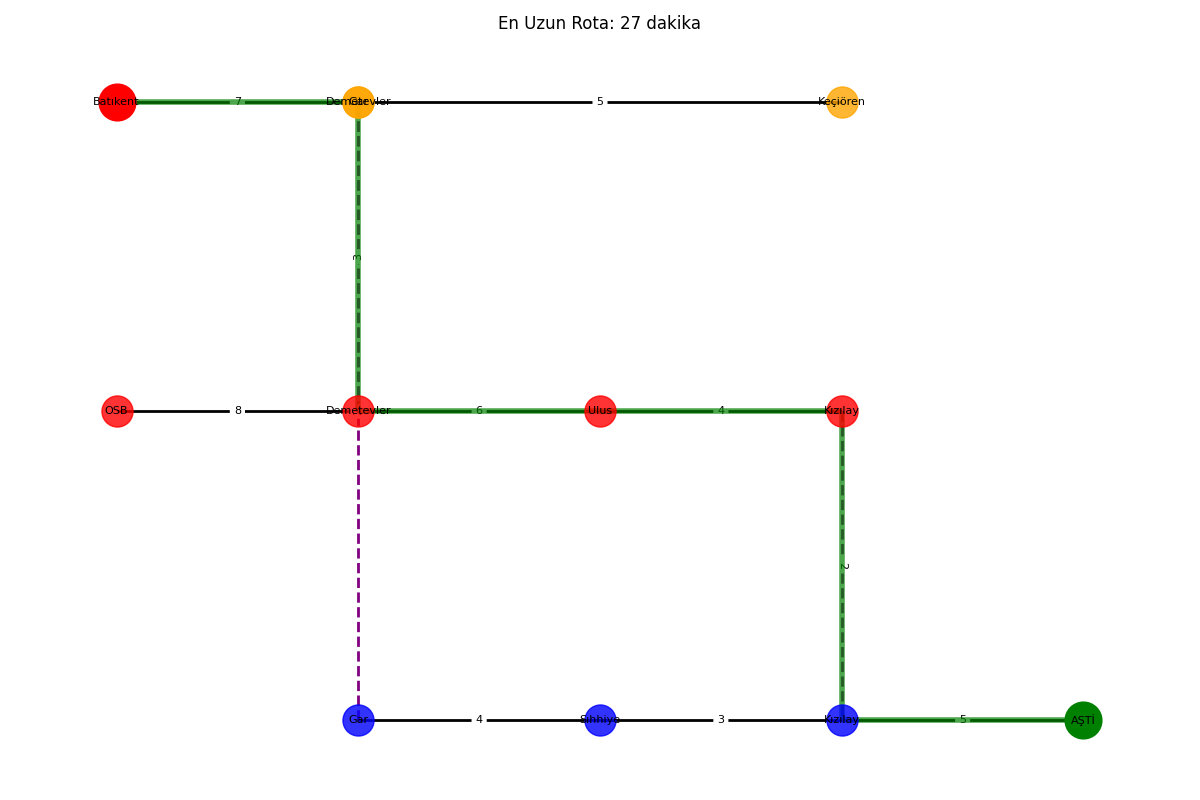 En Uzun Rota: 27 dakika
Batıkent
7
Demetevler
Gar
5
Keçiören
3
OSB
8
Demetevler
6
Ulus
4
Kızılay
2
Gar
4
Sıhhiye
3
Kızılay
5
AŞTİ